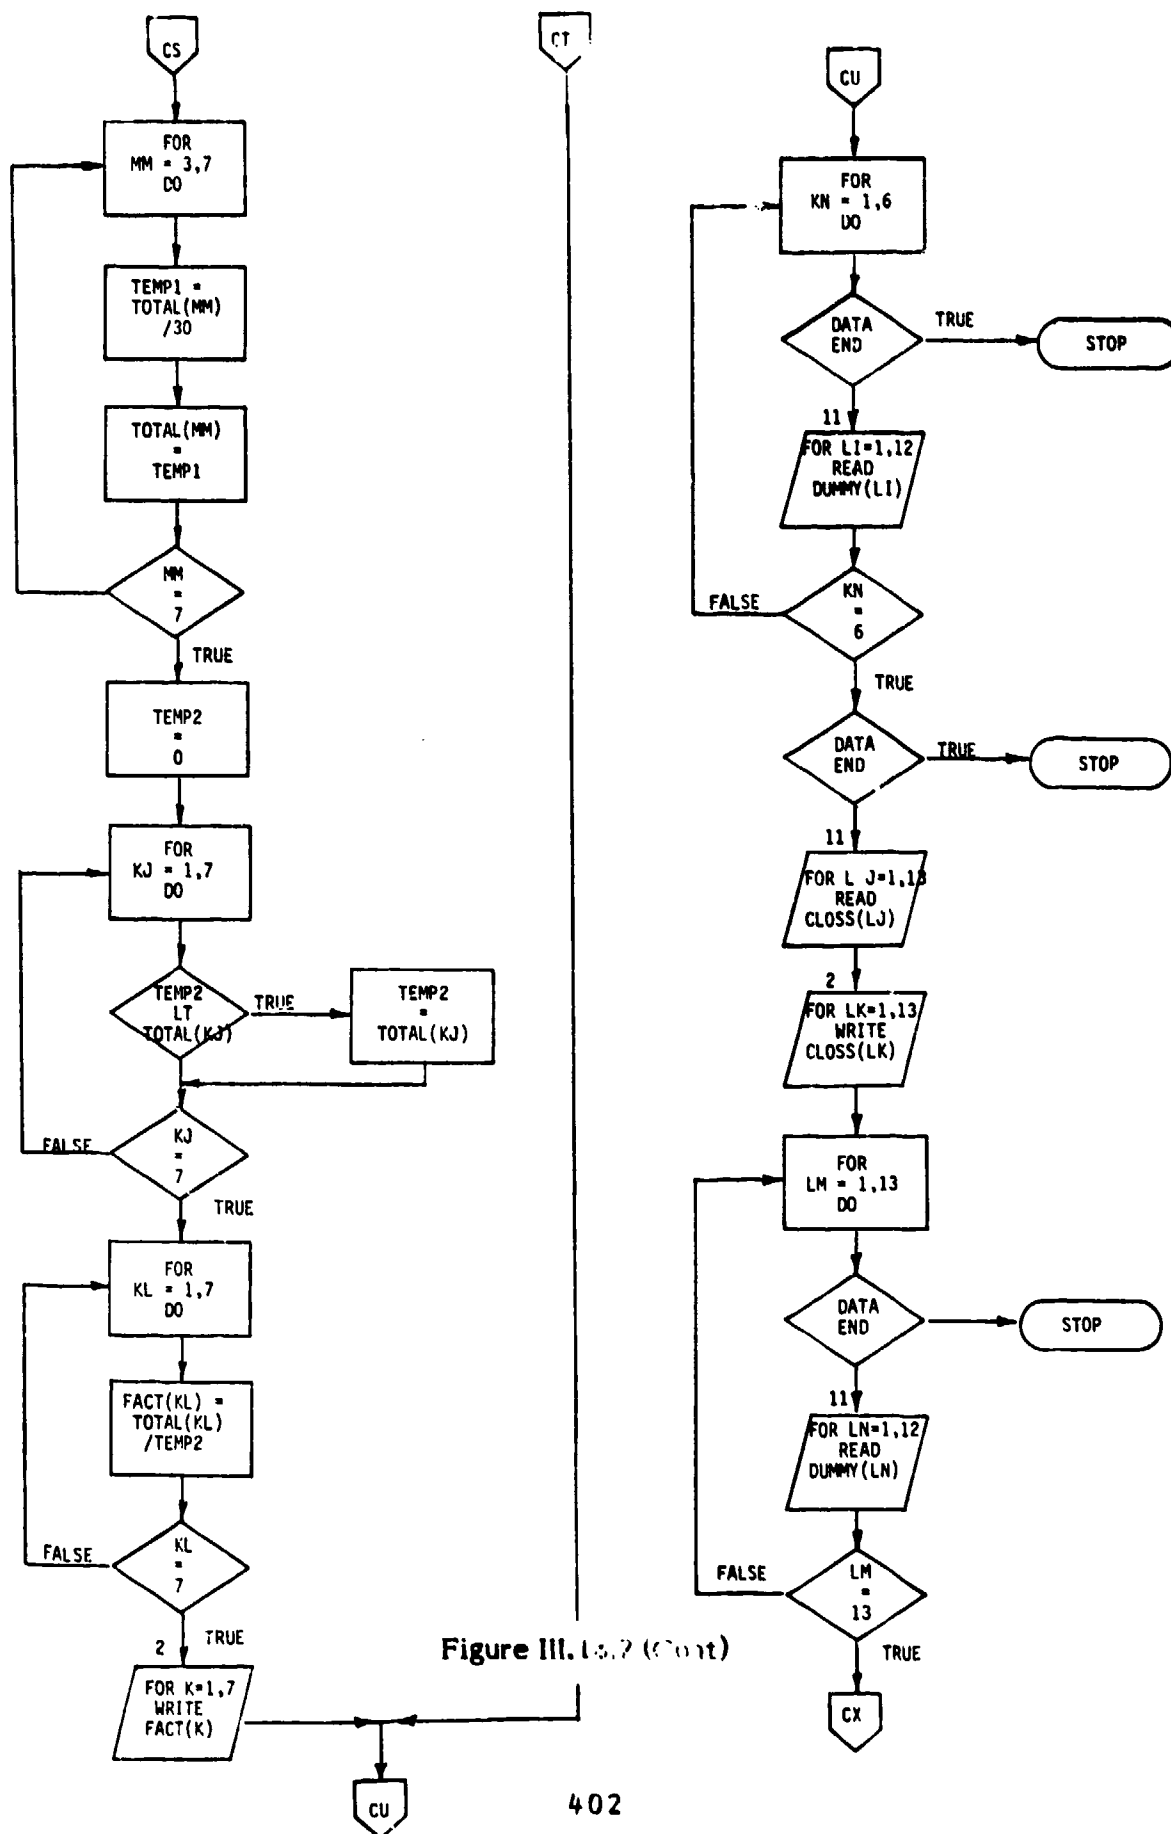 CS
FOR
MM = 3,7
DO
TEMP1 =
TOTAL(MM)
/30
TOTAL(MM)
=
TEMP1
MM
=
7
TRUE
TEMP2
=
0
FOR
KJ = 1,7
DO
TEMP2
LT
TOTAL(KJ)
TRUE
TEMP2
=
TOTAL(KJ)
KJ
=
7
FALSE
TRUE
FOR
KL = 1,7
DO
FACT(KL) =
TOTAL(KL)
/TEMP2
KL
=
7
FALSE
TRUE
2
FOR K=1,7
WRITE
FACT(K)
CT
CU
CU
FOR
KN = 1,6
DO
DATA
END
TRUE
STOP
11
FOR LI=1,12
READ
DUMMY(LI)
KN
=
6
FALSE
TRUE
DATA
END
TRUE
STOP
11
FOR L J=1,13
READ
CLOSS(LJ)
2
FOR LK=1,13
WRITE
CLOSS(LK)
FOR
LM = 1,13
DO
DATA
END
STOP
11
FOR LN=1,12
READ
DUMMY(LN)
LM
=
13
FALSE
TRUE
CX
Figure III. (Cont)
402